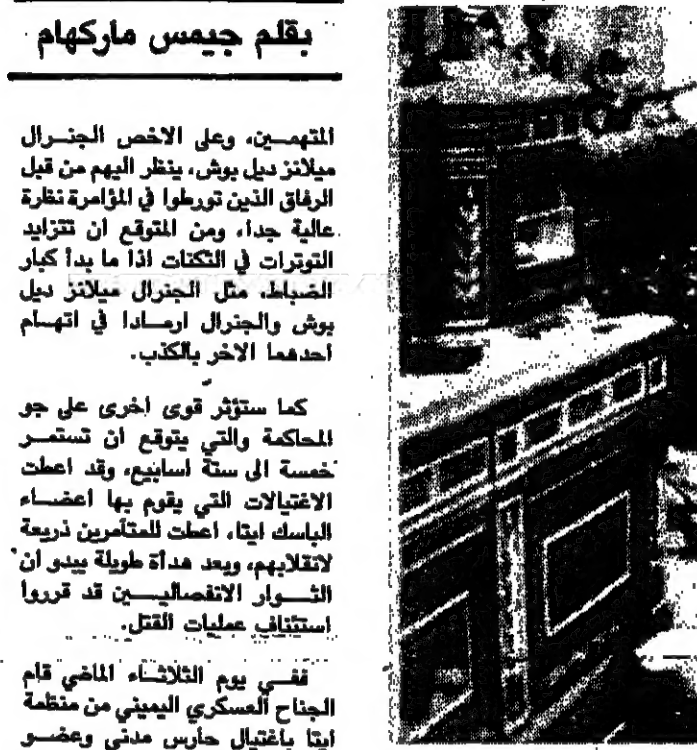 بقلم جيمس ماركهام
المتهمين، وعلى الاخص الجنرال
ميلانز ديل بوش، ينظر اليهم من قبل
الرفاق الذين تورطوا في المؤامرة نظرة
عالية جدا، ومن المتوقع ان تتزايد
التوترات في الثكنات اذا ما بدأ كبار
الضباط، مثل الجنرال ميلانز ديل
بوش والجنرال ارمادا في اتهام
أحدهما الاخر بالكذب.
كما ستؤثر قوى اخرى على جو
المحاكمة والتي يتوقع ان تستمر
خمسة الى ستة اسابيع، وقد اعطت
الاغتيالات التي يقوم بها اعضاء
الباسك ايتا، اعطت للمتآمرين ذريعة
لانقلابهم، وبعد هدأة طويلة يبدو ان
الثوار الانفصاليين قد قرروا
استئناف عمليات القتل.
ففي يوم الثلاثاء الماضي قام
الجناح العسكري اليميني من منظمة
ايتا باغتيال حارس مدني وعضو